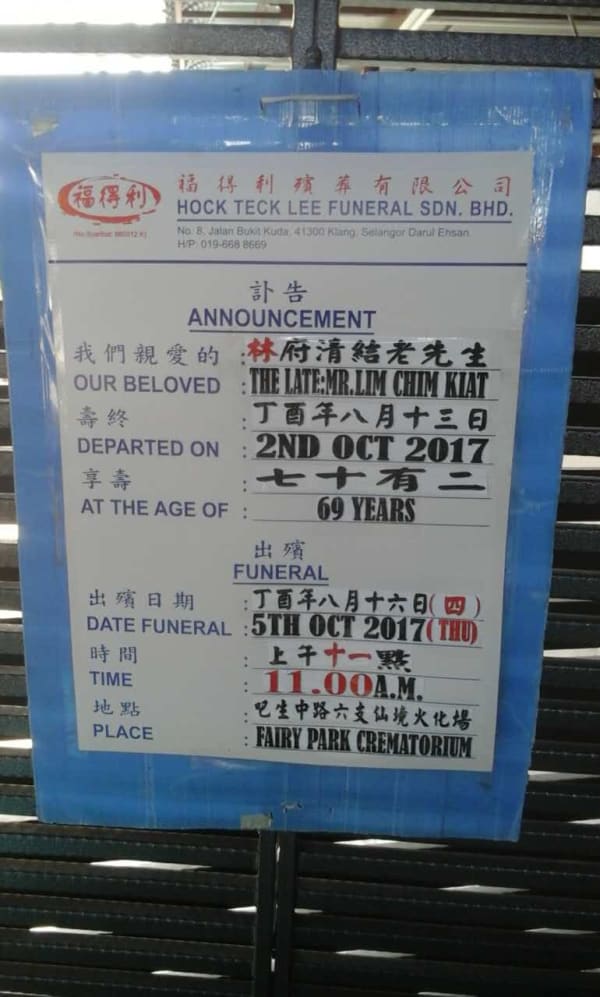 福得利
福得利殯葬有限公司
HOCK TECK LEE FUNERAL SDN. BHD.
No. 8, Jalan Bukit Kuda, 41300 Klang, Selangor Darul Ehsan.
H/P: 019-668 8669
訃告
ANNOUNCEMENT
我們親愛的 : 林府清結老先生
OUR BELOVED : THE LATE:MR.LIM CHIM KIAT
壽終 : 丁酉年八月十三日
DEPARTED ON : 2ND OCT 2017
享壽 : 七十有二
AT THE AGE OF : 69 YEARS
出殯
FUNERAL
出殯日期 : 丁酉年八月十六日(四)
DATE FUNERAL : 5TH OCT 2017(THU)
時間 : 上午十一點
TIME : 11.00A.M.
地點 : 吧生中路六支仙境火化場
PLACE : FAIRY PARK CREMATORIUM